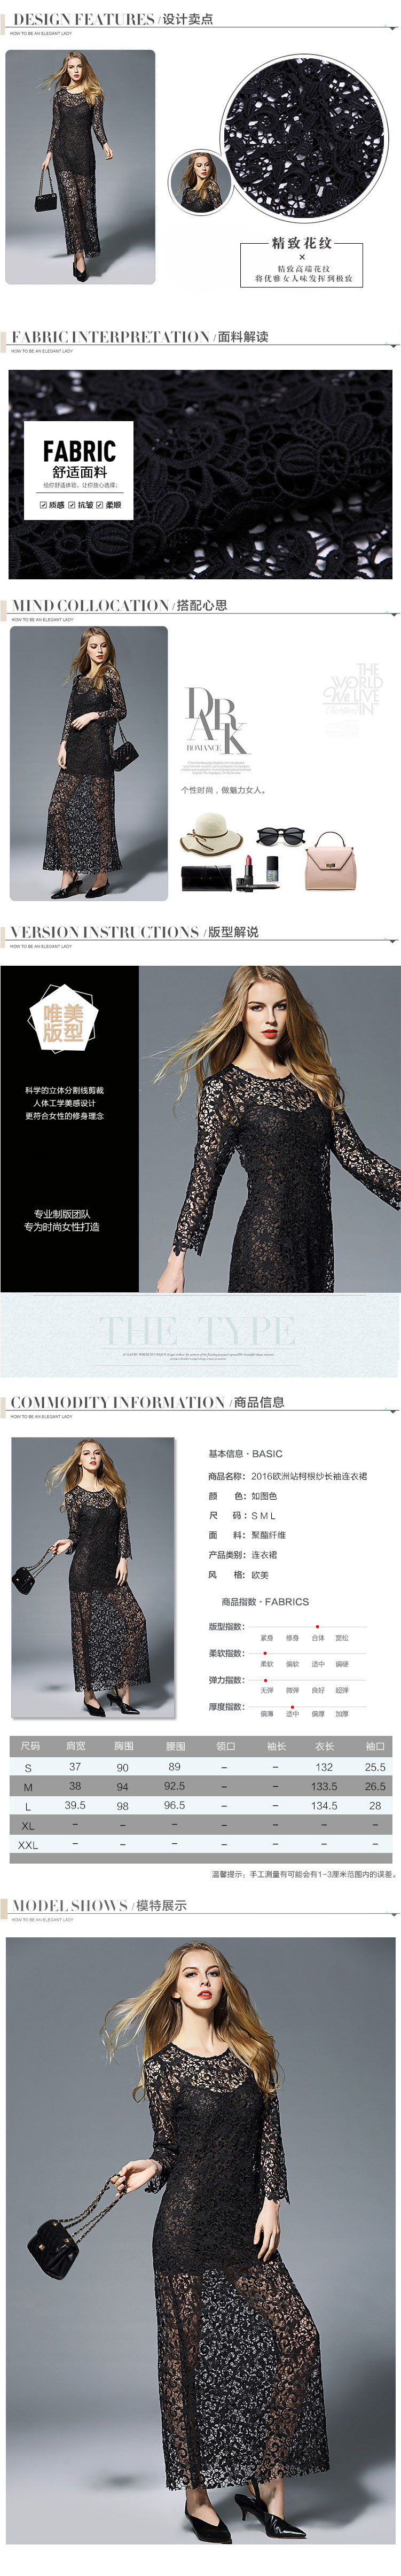 DESIGN FEATURES / 设计卖点
HOW TO BE AN ELEGANT LADY
精致花纹
×
精致高端花纹
将优雅女人味发挥到极致
FABRIC INTERPRETATION / 面料解读
HOW TO BE AN ELEGANT LADY
FABRIC
舒适面料
给你舒适体验，让你放心选择：
质感 抗皱 柔顺
MIND COLLOCATION / 搭配心思
HOW TO BE AN ELEGANT LADY
THE
WORLD
We LIVE
IN
DARK
ROMANCE
个性时尚，做魅力女人。
VERSION INSTRUCTIONS / 版型解说
HOW TO BE AN ELEGANT LADY
唯美
版型
科学的立体分割线剪裁
人体工学美感设计
更符合女性的修身理念
专业制版团队
专为时尚女性打造
THE TYPE
COMMODITY INFORMATION / 商品信息
HOW TO BE AN ELEGANT LADY
基本信息·BASIC
商品名称：2016欧洲站柯根纱长袖连衣裙
颜 色：如图色
尺 码：S M L
面 料：聚酯纤维
产品类别：连衣裙
风 格：欧美
商品指数·FABRICS
版型指数：
紧身 修身 合体 宽松
柔软指数：
柔软 偏软 适中 偏硬
弹力指数：
无弹 微弹 良好 超弹
厚度指数：
偏薄 适中 偏厚 加厚
尺码 肩宽 胸围 腰围 领口 袖长 衣长 袖口
S 37 90 89 – – 132 25.5
M 38 94 92.5 – – 133.5 26.5
L 39.5 98 96.5 – – 134.5 28
XL – – – – – – –
XXL – – – – – – –
温馨提示：手工测量有可能会有1-3厘米范围内的误差。
MODEL SHOWS / 模特展示
HOW TO BE AN ELEGANT LADY